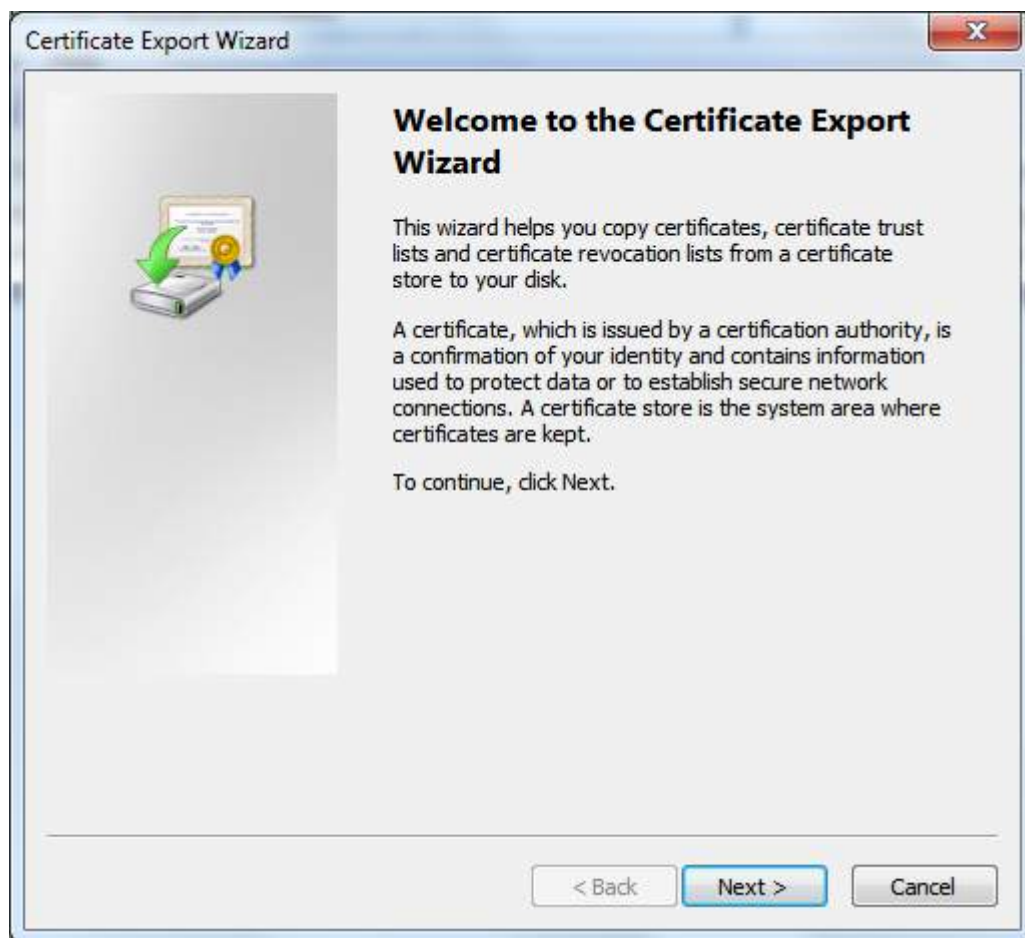 Certificate Export Wizard
Welcome to the Certificate Export
Wizard
This wizard helps you copy certificates, certificate trust
lists and certificate revocation lists from a certificate
store to your disk.
A certificate, which is issued by a certification authority, is
a confirmation of your identity and contains information
used to protect data or to establish secure network
connections. A certificate store is the system area where
certificates are kept.
To continue, click Next.
< Back Next > Cancel